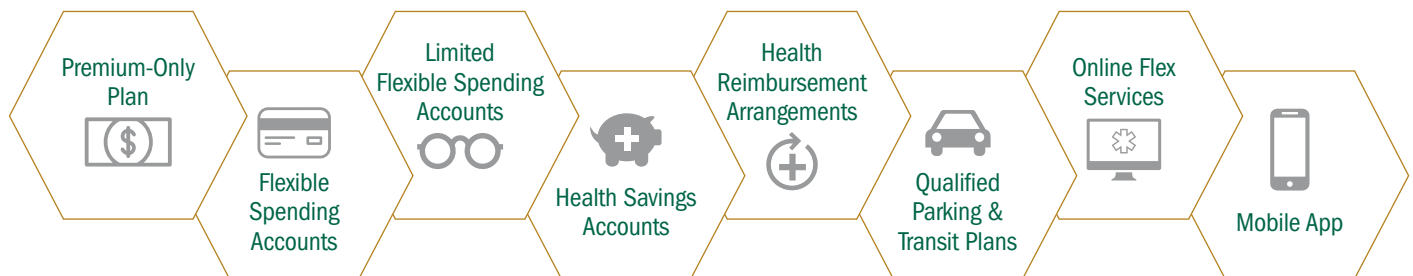 Premium-Only
Plan
$
Flexible
Spending
Accounts
Limited
Flexible Spending
Accounts
Health Savings
Accounts
Health
Reimbursement
Arrangements
Qualified
Parking &
Transit Plans
Online Flex
Services
Mobile App